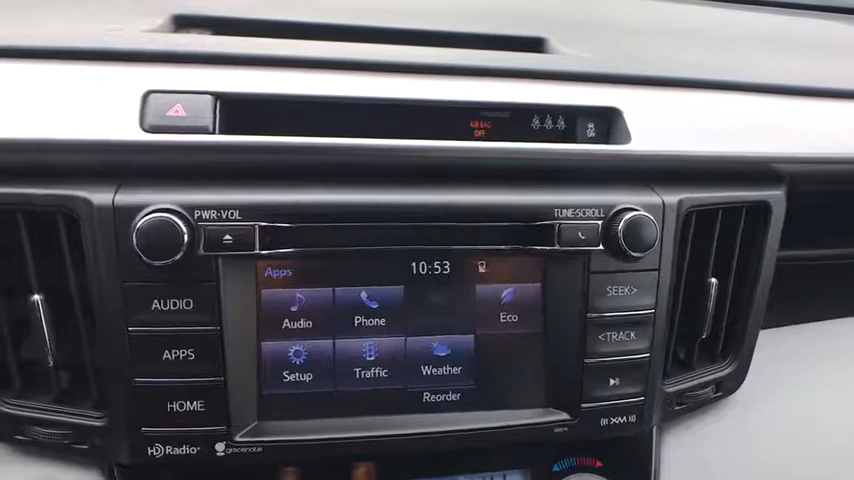 AIR BAG
OFF
PWR·VOL
TUNE·SCROLL
Apps
10:53
AUDIO
APPS
HOME
Audio
Phone
Eco
Setup
Traffic
Weather
Reorder
SEEK>
<TRACK
HD Radio
gracenote
XM